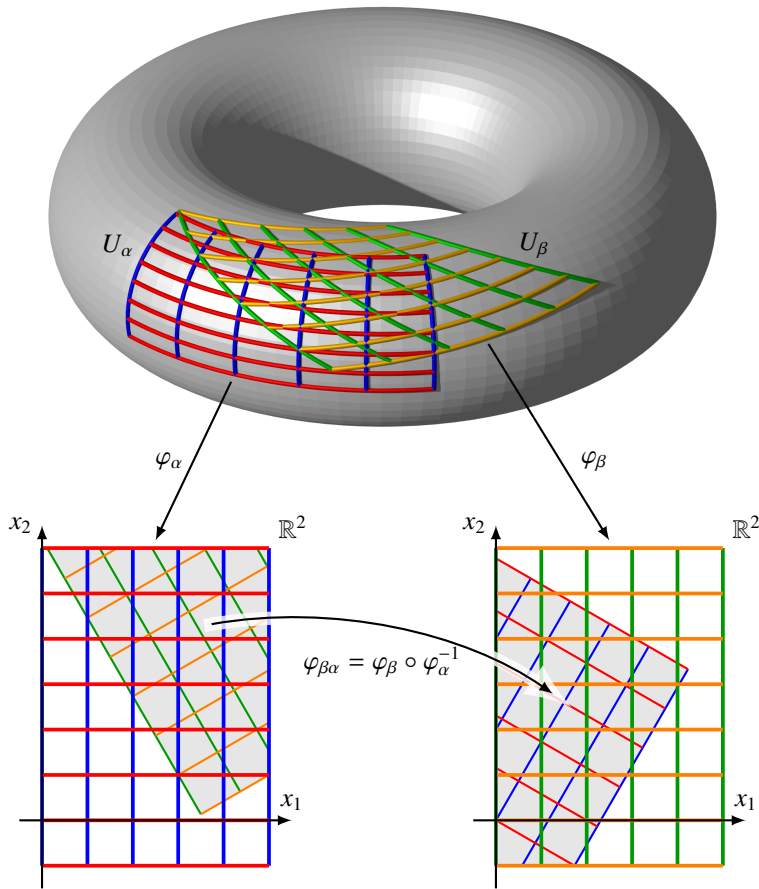 U_α
U_β
φ_α
φ_β
x₂
ℝ²
x₂
ℝ²
φ_βα = φ_β ∘ φ_α⁻¹
x₁
x₁